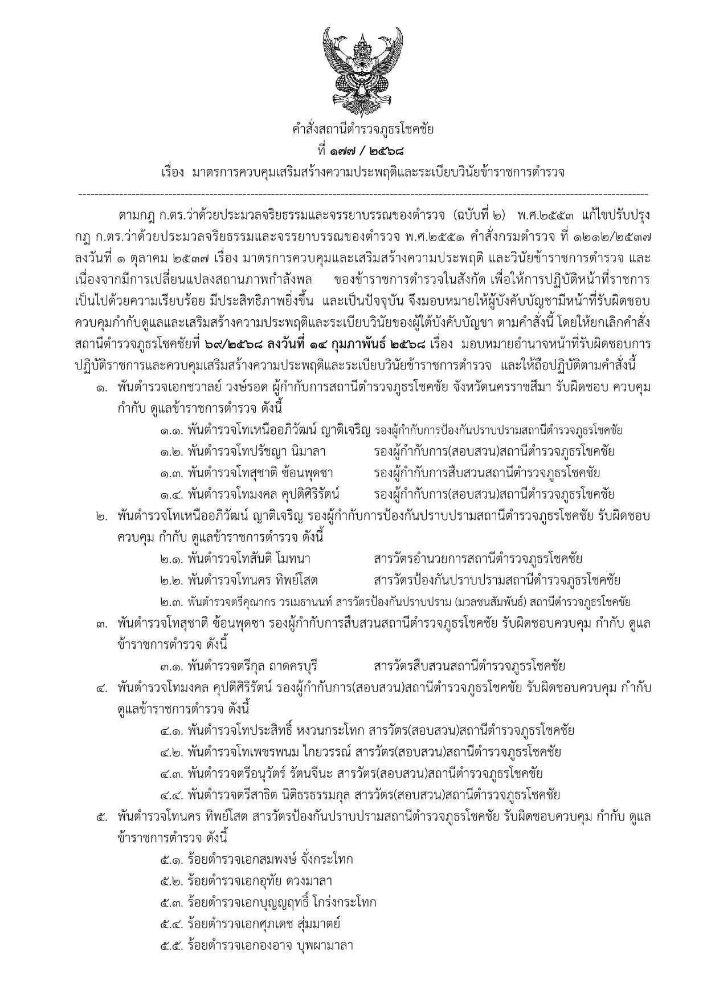 คำสั่งสถานีตำรวจภูธรโชคชัย
ที่ ๑๗๗ / ๒๕๖๘
เรื่อง มาตรการควบคุมเสริมสร้างความประพฤติและระเบียบวินัยข้าราชการตำรวจ
---------------------------------------------------------------------------------------------------------------------------------------------
ตามกฎ ก.ตร.ว่าด้วยประมวลจริยธรรมและจรรยาบรรณของตำรวจ (ฉบับที่ ๒) พ.ศ.๒๕๕๓ แก้ไขปรับปรุง
กฎ ก.ตร.ว่าด้วยประมวลจริยธรรมและจรรยาบรรณของตำรวจ พ.ศ.๒๕๕๑ คำสั่งกรมตำรวจ ที่ ๑๒๑๒/๒๕๓๗
ลงวันที่ ๑ ตุลาคม ๒๕๓๗ เรื่อง มาตรการควบคุมและเสริมสร้างความประพฤติ และวินัยข้าราชการตำรวจ และ
เนื่องจากมีการเปลี่ยนแปลงสถานภาพกำลังพล ของข้าราชการตำรวจในสังกัด เพื่อให้การปฏิบัติหน้าที่ราชการ
เป็นไปด้วยความเรียบร้อย มีประสิทธิภาพยิ่งขึ้น และเป็นปัจจุบัน จึงมอบหมายให้ผู้บังคับบัญชามีหน้าที่รับผิดชอบ
ควบคุมกำกับดูแลและเสริมสร้างความประพฤติและระเบียบวินัยของผู้ใต้บังคับบัญชา ตามคำสั่งนี้ โดยให้ยกเลิกคำสั่ง
สถานีตำรวจภูธรโชคชัยที่ ๖๙/๒๕๖๘ ลงวันที่ ๑๔ กุมภาพันธ์ ๒๕๖๘ เรื่อง มอบหมายอำนาจหน้าที่รับผิดชอบการ
ปฏิบัติราชการและควบคุมเสริมสร้างความประพฤติและระเบียบวินัยข้าราชการตำรวจ และให้ถือปฏิบัติตามคำสั่งนี้
๑. พันตำรวจเอกชวาลย์ วงษ์รอด ผู้กำกับการสถานีตำรวจภูธรโชคชัย จังหวัดนครราชสีมา รับผิดชอบ ควบคุม
กำกับ ดูแลข้าราชการตำรวจ ดังนี้
๑.๑. พันตำรวจโทเหนืออภิวัฒน์ ญาติเจริญ รองผู้กำกับการป้องกันปราบปรามสถานีตำรวจภูธรโชคชัย
๑.๒. พันตำรวจโทปรัชญา นิมาลา รองผู้กำกับการ(สอบสวน)สถานีตำรวจภูธรโชคชัย
๑.๓. พันตำรวจโทสุชาติ ซ้อนพุดซา รองผู้กำกับการสืบสวนสถานีตำรวจภูธรโชคชัย
๑.๔. พันตำรวจโทมงคล คุปติศิริรัตน์ รองผู้กำกับการ(สอบสวน)สถานีตำรวจภูธรโชคชัย
๒. พันตำรวจโทเหนืออภิวัฒน์ ญาติเจริญ รองผู้กำกับการป้องกันปราบปรามสถานีตำรวจภูธรโชคชัย รับผิดชอบ
ควบคุม กำกับ ดูแลข้าราชการตำรวจ ดังนี้
๒.๑. พันตำรวจโทสันติ โมทนา สารวัตรอำนวยการสถานีตำรวจภูธรโชคชัย
๒.๒. พันตำรวจโทนคร ทิพย์โสต สารวัตรป้องกันปราบปรามสถานีตำรวจภูธรโชคชัย
๒.๓. พันตำรวจตรีคุณากร วรเมธานนท์ สารวัตรป้องกันปราบปราม (มวลชนสัมพันธ์) สถานีตำรวจภูธรโชคชัย
๓. พันตำรวจโทสุชาติ ซ้อนพุดซา รองผู้กำกับการสืบสวนสถานีตำรวจภูธรโชคชัย รับผิดชอบควบคุม กำกับ ดูแล
ข้าราชการตำรวจ ดังนี้
๓.๑. พันตำรวจตรีกุล ถาดครบุรี สารวัตรสืบสวนสถานีตำรวจภูธรโชคชัย
๔. พันตำรวจโทมงคล คุปติศิริรัตน์ รองผู้กำกับการ(สอบสวน)สถานีตำรวจภูธรโชคชัย รับผิดชอบควบคุม กำกับ
ดูแลข้าราชการตำรวจ ดังนี้
๔.๑. พันตำรวจโทประสิทธิ์ หงวนกระโทก สารวัตร(สอบสวน)สถานีตำรวจภูธรโชคชัย
๔.๒. พันตำรวจโทเพชรพนม ไกยวรรณ์ สารวัตร(สอบสวน)สถานีตำรวจภูธรโชคชัย
๔.๓. พันตำรวจตรีอนุวัตร์ รัตนจีนะ สารวัตร(สอบสวน)สถานีตำรวจภูธรโชคชัย
๔.๔. พันตำรวจตรีสาธิต นิติธรธรรมกุล สารวัตร(สอบสวน)สถานีตำรวจภูธรโชคชัย
๕. พันตำรวจโทนคร ทิพย์โสต สารวัตรป้องกันปราบปรามสถานีตำรวจภูธรโชคชัย รับผิดชอบควบคุม กำกับ ดูแล
ข้าราชการตำรวจ ดังนี้
๕.๑. ร้อยตำรวจเอกสมพงษ์ จั่งกระโทก
๕.๒. ร้อยตำรวจเอกอุทัย ดวงมาลา
๕.๓. ร้อยตำรวจเอกบุญญฤทธิ์ โกร่งกระโทก
๕.๔. ร้อยตำรวจเอกศุภเดช สุ่มมาตย์
๕.๕. ร้อยตำรวจเอกองอาจ บุพผามาลา